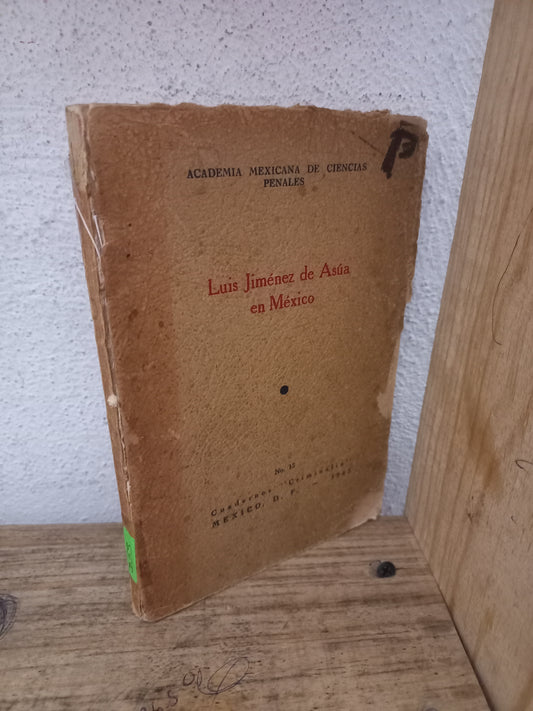 ACADEMIA MEXICANA DE CIENCIAS
PENALES
Luis Jiménez de Asúa
en México
No. 12
Cuadernos "Criminalia"
MEXICO, D. F. —